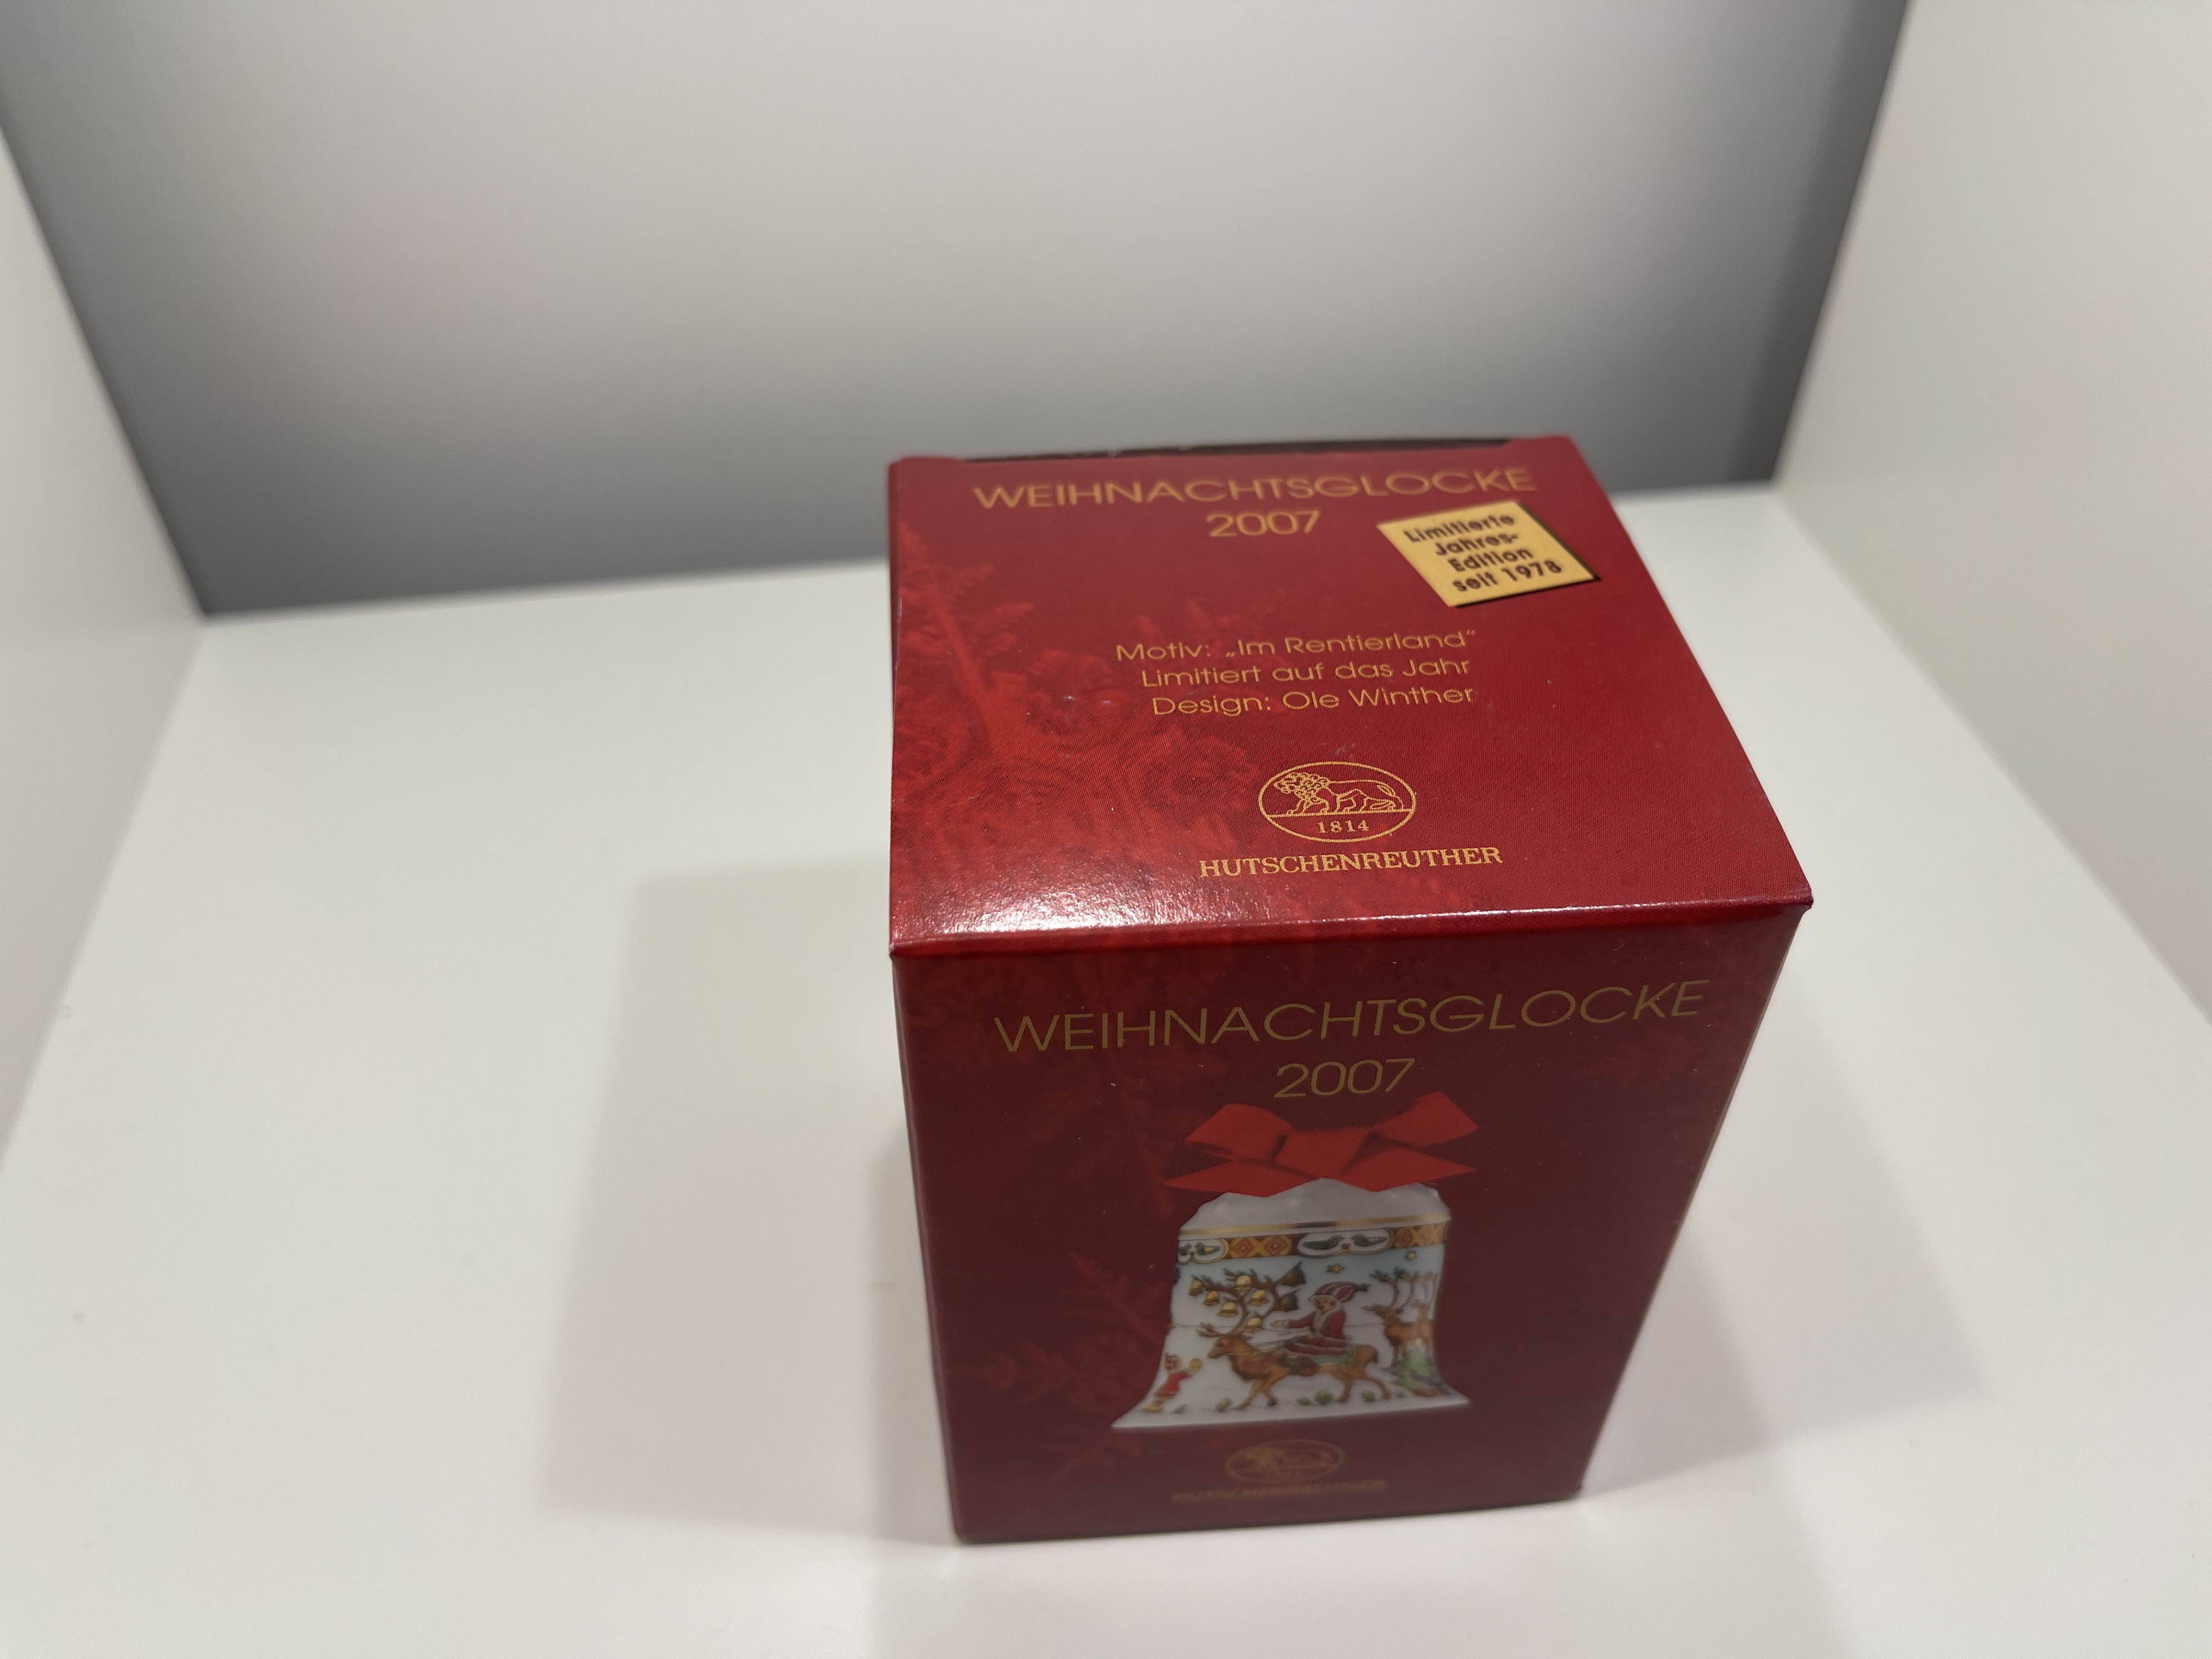 WEIHNACHTSGLOCKE
2007
Limitierte
Jahres-
Edition
seit 1978
Motiv: „Im Rentierland“
Limitiert auf das Jahr
Design: Ole Winther
1814
HUTSCHENREUTHER
WEIHNACHTSGLOCKE
2007
HUTSCHENREUTHER